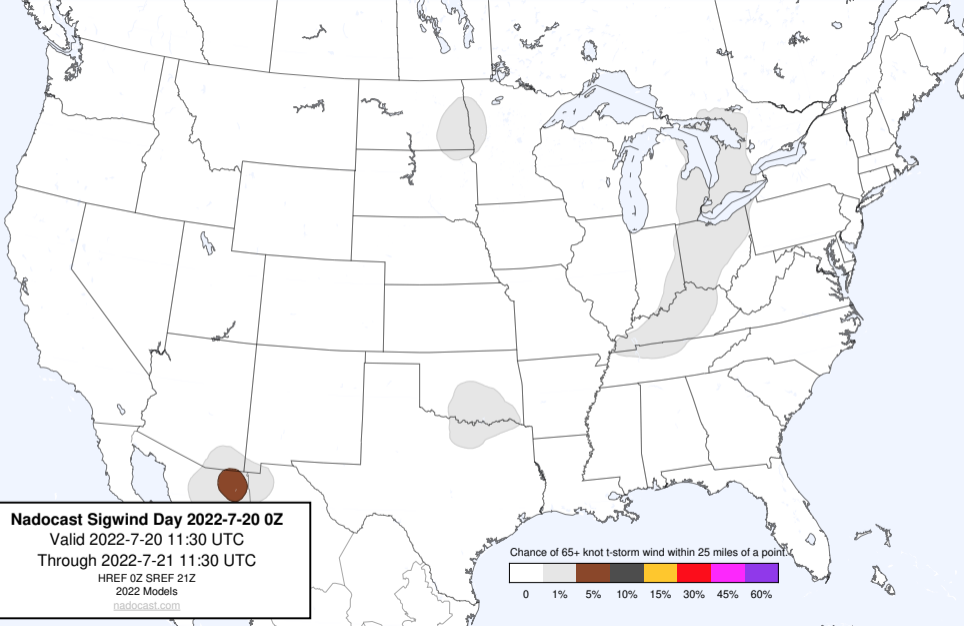 Nadocast Sigwind Day 2022-7-20 0Z
Valid 2022-7-20 11:30 UTC
Through 2022-7-21 11:30 UTC
HREF 0Z SREF 21Z
2022 Models
nadocast.com
Chance of 65+ knot t-storm wind within 25 miles of a point.
0 1% 5% 10% 15% 30% 45% 60%